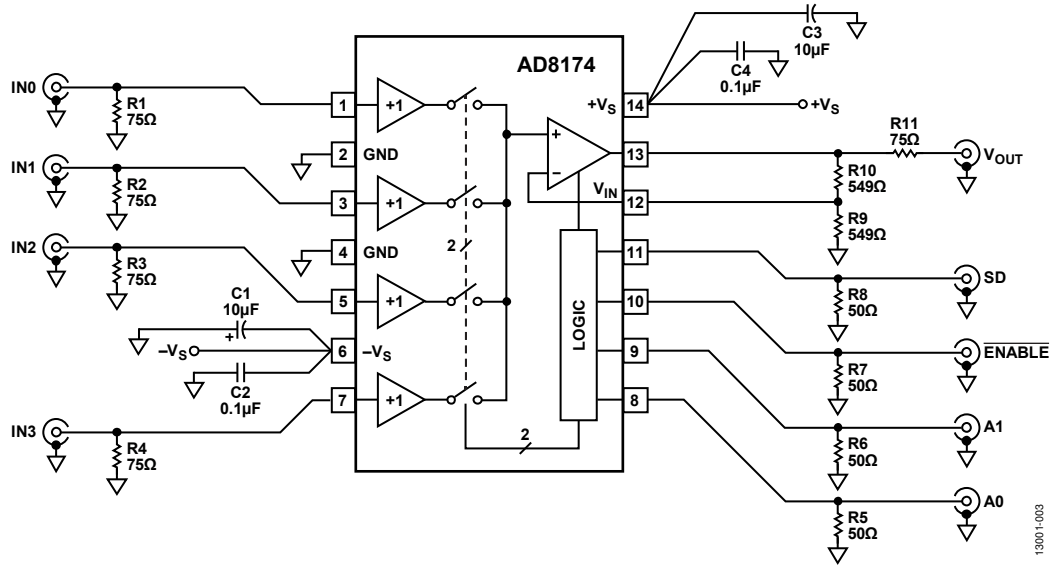 AD8174
C3
10µF
C4
0.1µF
IN0
R1
75Ω
1
+1
+VS
14
+VS
R11
75Ω
2
GND
+
13
VOUT
IN1
R2
75Ω
R10
549Ω
3
+1
–
VIN
12
R9
549Ω
IN2
R3
75Ω
4
GND
2
11
SD
R8
50Ω
C1
10µF
+
5
+1
LOGIC
10
–VS
6
–VS
9
ENABLE
R7
50Ω
C2
0.1µF
7
+1
8
IN3
R4
75Ω
2
A1
R6
50Ω
A0
R5
50Ω
13001-003